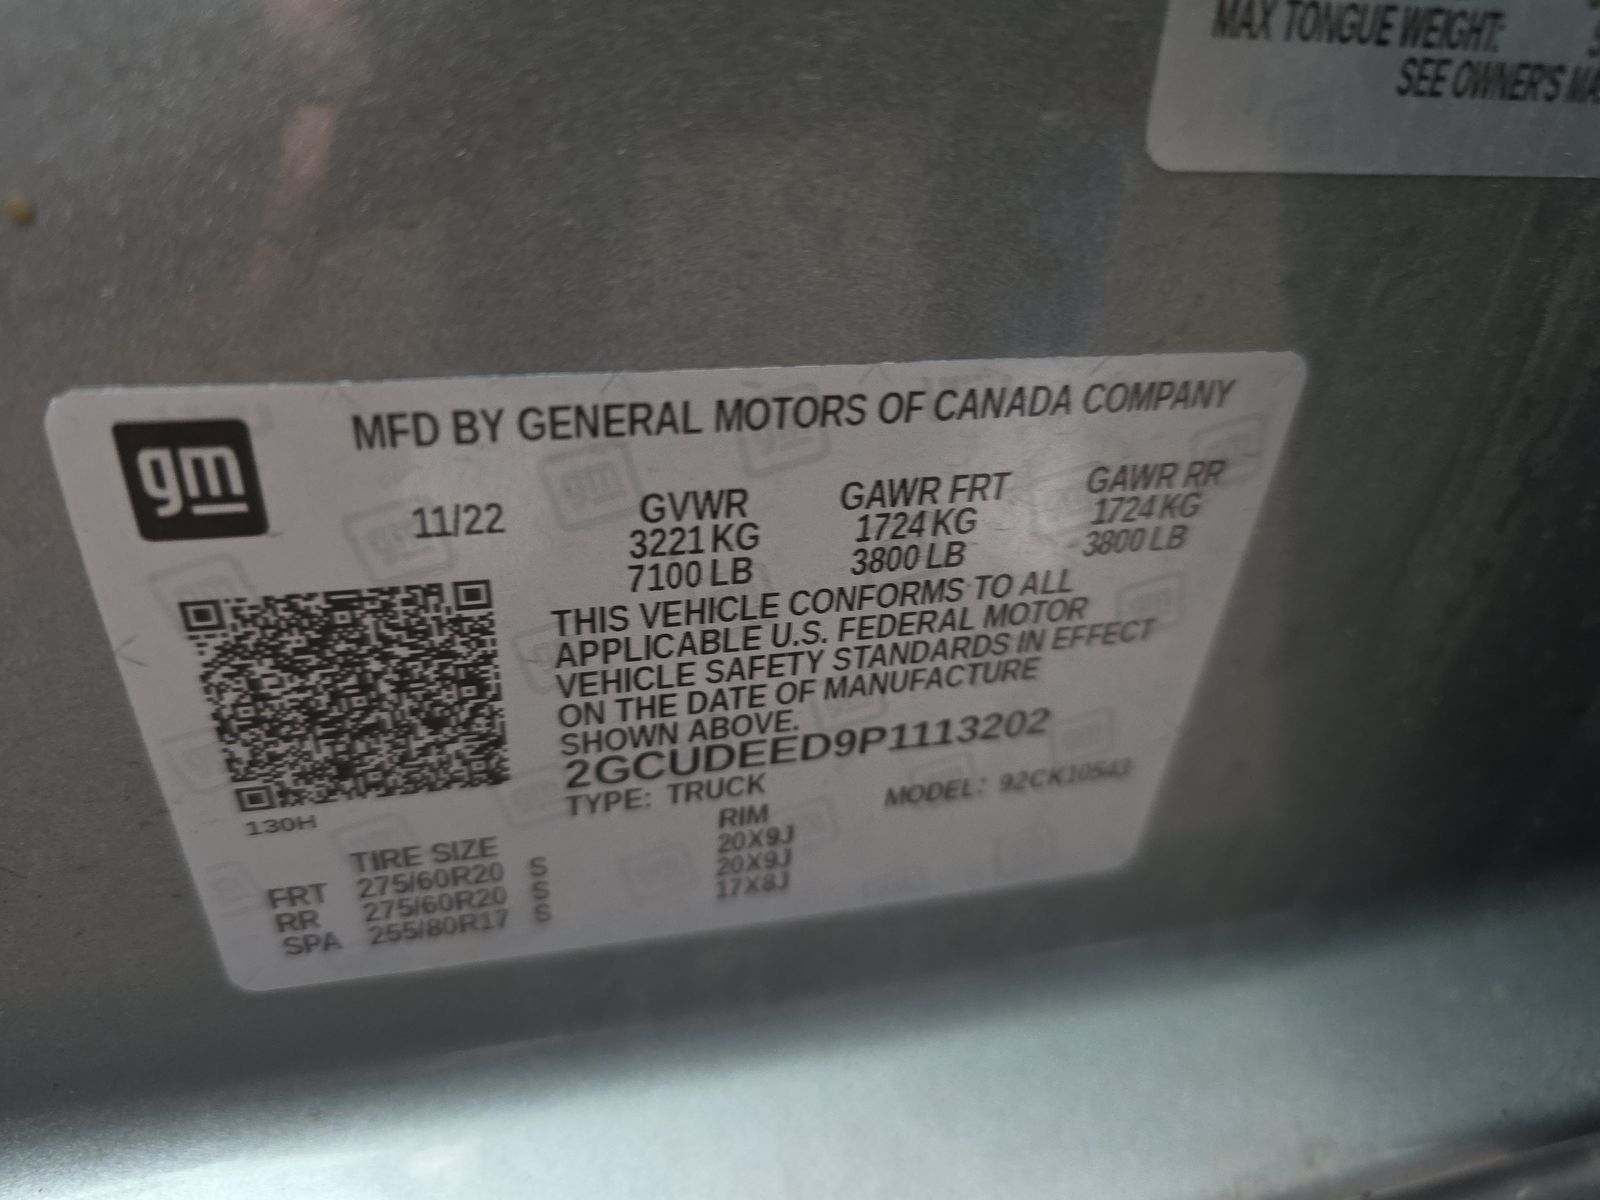 MAX TONGUE WEIGHT:
SEE OWNER'S
gm
MFD BY GENERAL MOTORS OF CANADA COMPANY
11/22 GVWR GAWR FRT GAWR RR
3221 KG 1724 KG 1724 KG
7100 LB 3800 LB 3800 LB
THIS VEHICLE CONFORMS TO ALL
APPLICABLE U.S. FEDERAL MOTOR
VEHICLE SAFETY STANDARDS IN EFFECT
ON THE DATE OF MANUFACTURE
SHOWN ABOVE.
2GCUDEED9P1113202
TYPE: TRUCK MODEL: 92CK10543
130H
TIRE SIZE RIM
FRT 275/60R20 S 20X9J
RR 275/60R20 S 20X9J
SPA 255/80R17 S 17X8J